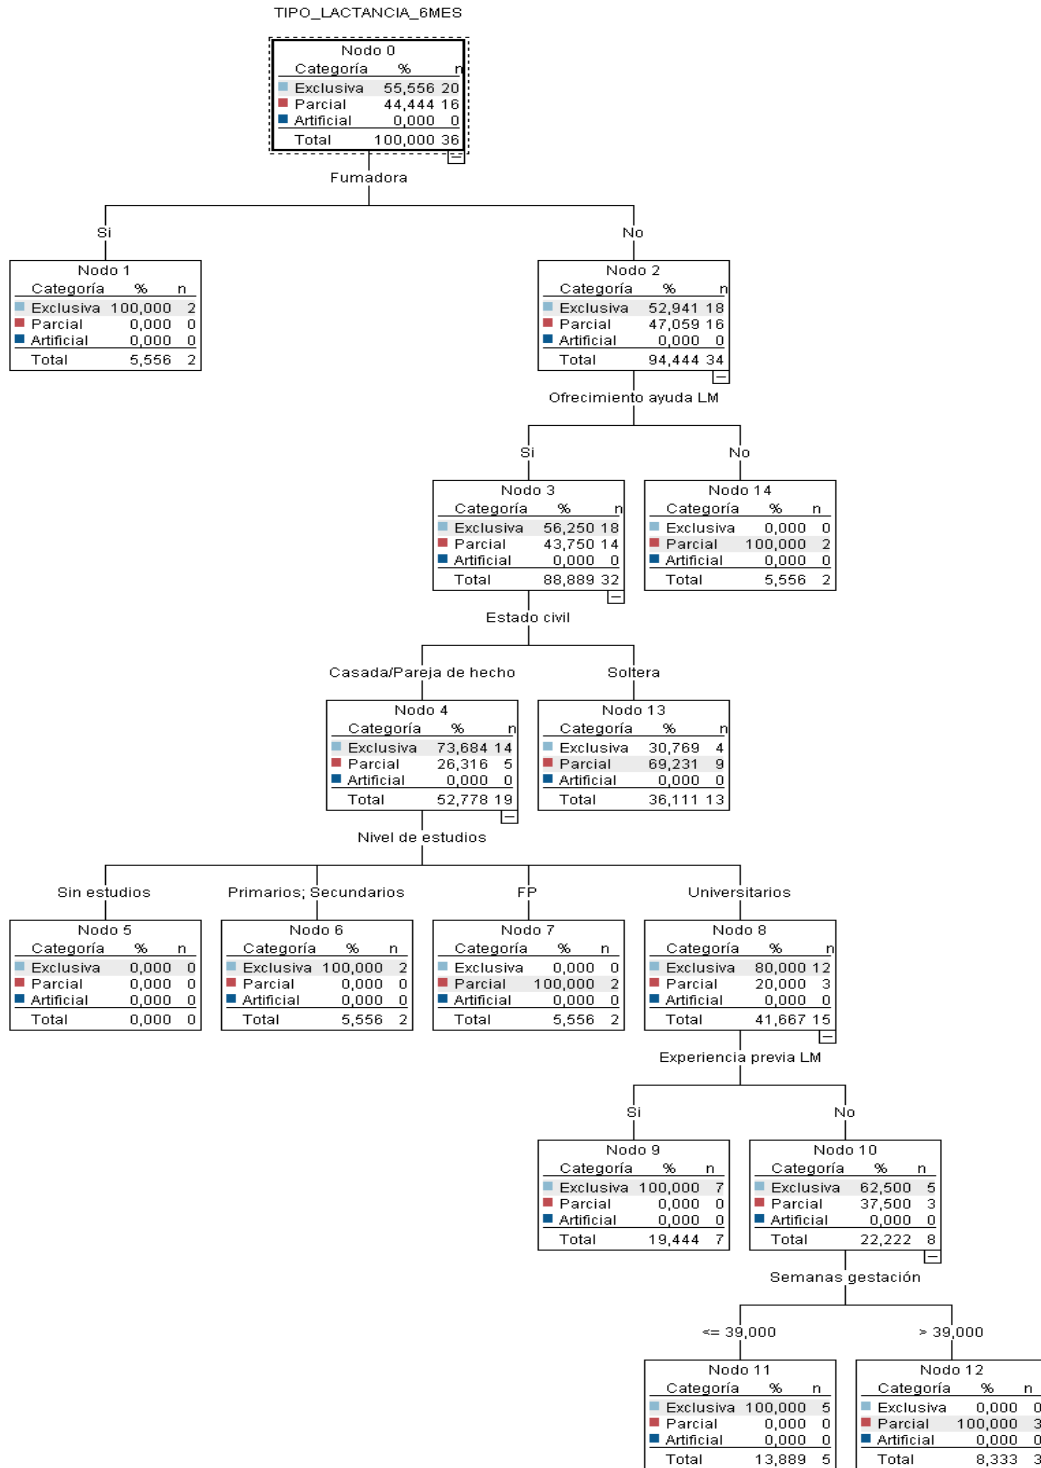 TIPO_LACTANCIA_6MES
Nodo 0
Categoría % n
Exclusiva 55,556 20
Parcial 44,444 16
Artificial 0,000 0
Total 100,000 36
Fumadora
Si
No
Nodo 1
Categoría % n
Exclusiva 100,000 2
Parcial 0,000 0
Artificial 0,000 0
Total 5,556 2
Nodo 2
Categoría % n
Exclusiva 52,941 18
Parcial 47,059 16
Artificial 0,000 0
Total 94,444 34
Ofrecimiento ayuda LM
Si
No
Nodo 3
Categoría % n
Exclusiva 56,250 18
Parcial 43,750 14
Artificial 0,000 0
Total 88,889 32
Nodo 14
Categoría % n
Exclusiva 0,000 0
Parcial 100,000 2
Artificial 0,000 0
Total 5,556 2
Estado civil
Casada/Pareja de hecho
Soltera
Nodo 4
Categoría % n
Exclusiva 73,684 14
Parcial 26,316 5
Artificial 0,000 0
Total 52,778 19
Nodo 13
Categoría % n
Exclusiva 30,769 4
Parcial 69,231 9
Artificial 0,000 0
Total 36,111 13
Nivel de estudios
Sin estudios
Primarios; Secundarios
FP
Universitarios
Nodo 5
Categoría % n
Exclusiva 0,000 0
Parcial 0,000 0
Artificial 0,000 0
Total 0,000 0
Nodo 6
Categoría % n
Exclusiva 100,000 2
Parcial 0,000 0
Artificial 0,000 0
Total 5,556 2
Nodo 7
Categoría % n
Exclusiva 0,000 0
Parcial 100,000 2
Artificial 0,000 0
Total 5,556 2
Nodo 8
Categoría % n
Exclusiva 80,000 12
Parcial 20,000 3
Artificial 0,000 0
Total 41,667 15
Experiencia previa LM
Si
No
Nodo 9
Categoría % n
Exclusiva 100,000 7
Parcial 0,000 0
Artificial 0,000 0
Total 19,444 7
Nodo 10
Categoría % n
Exclusiva 62,500 5
Parcial 37,500 3
Artificial 0,000 0
Total 22,222 8
Semanas gestación
<= 39,000
> 39,000
Nodo 11
Categoría % n
Exclusiva 100,000 5
Parcial 0,000 0
Artificial 0,000 0
Total 13,889 5
Nodo 12
Categoría % n
Exclusiva 0,000 0
Parcial 100,000 3
Artificial 0,000 0
Total 8,333 3